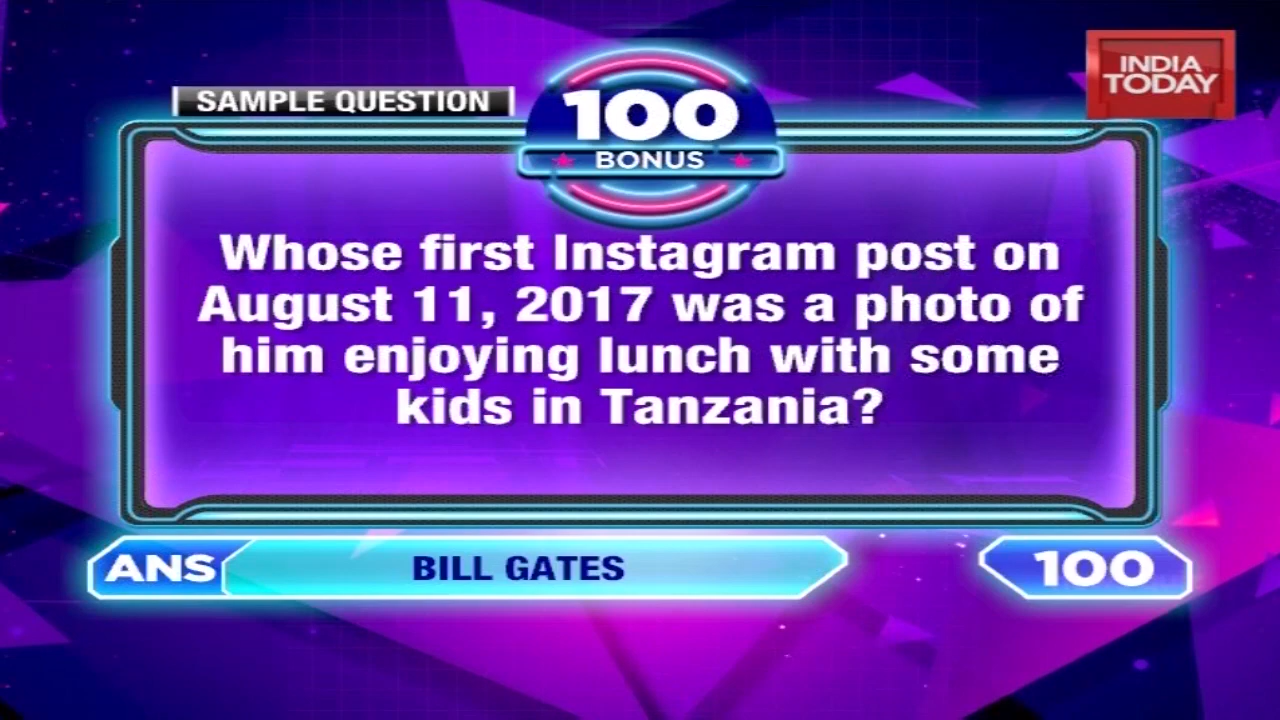 INDIA
TODAY
SAMPLE QUESTION
100
BONUS
Whose first Instagram post on
August 11, 2017 was a photo of
him enjoying lunch with some
kids in Tanzania?
ANS
BILL GATES
100